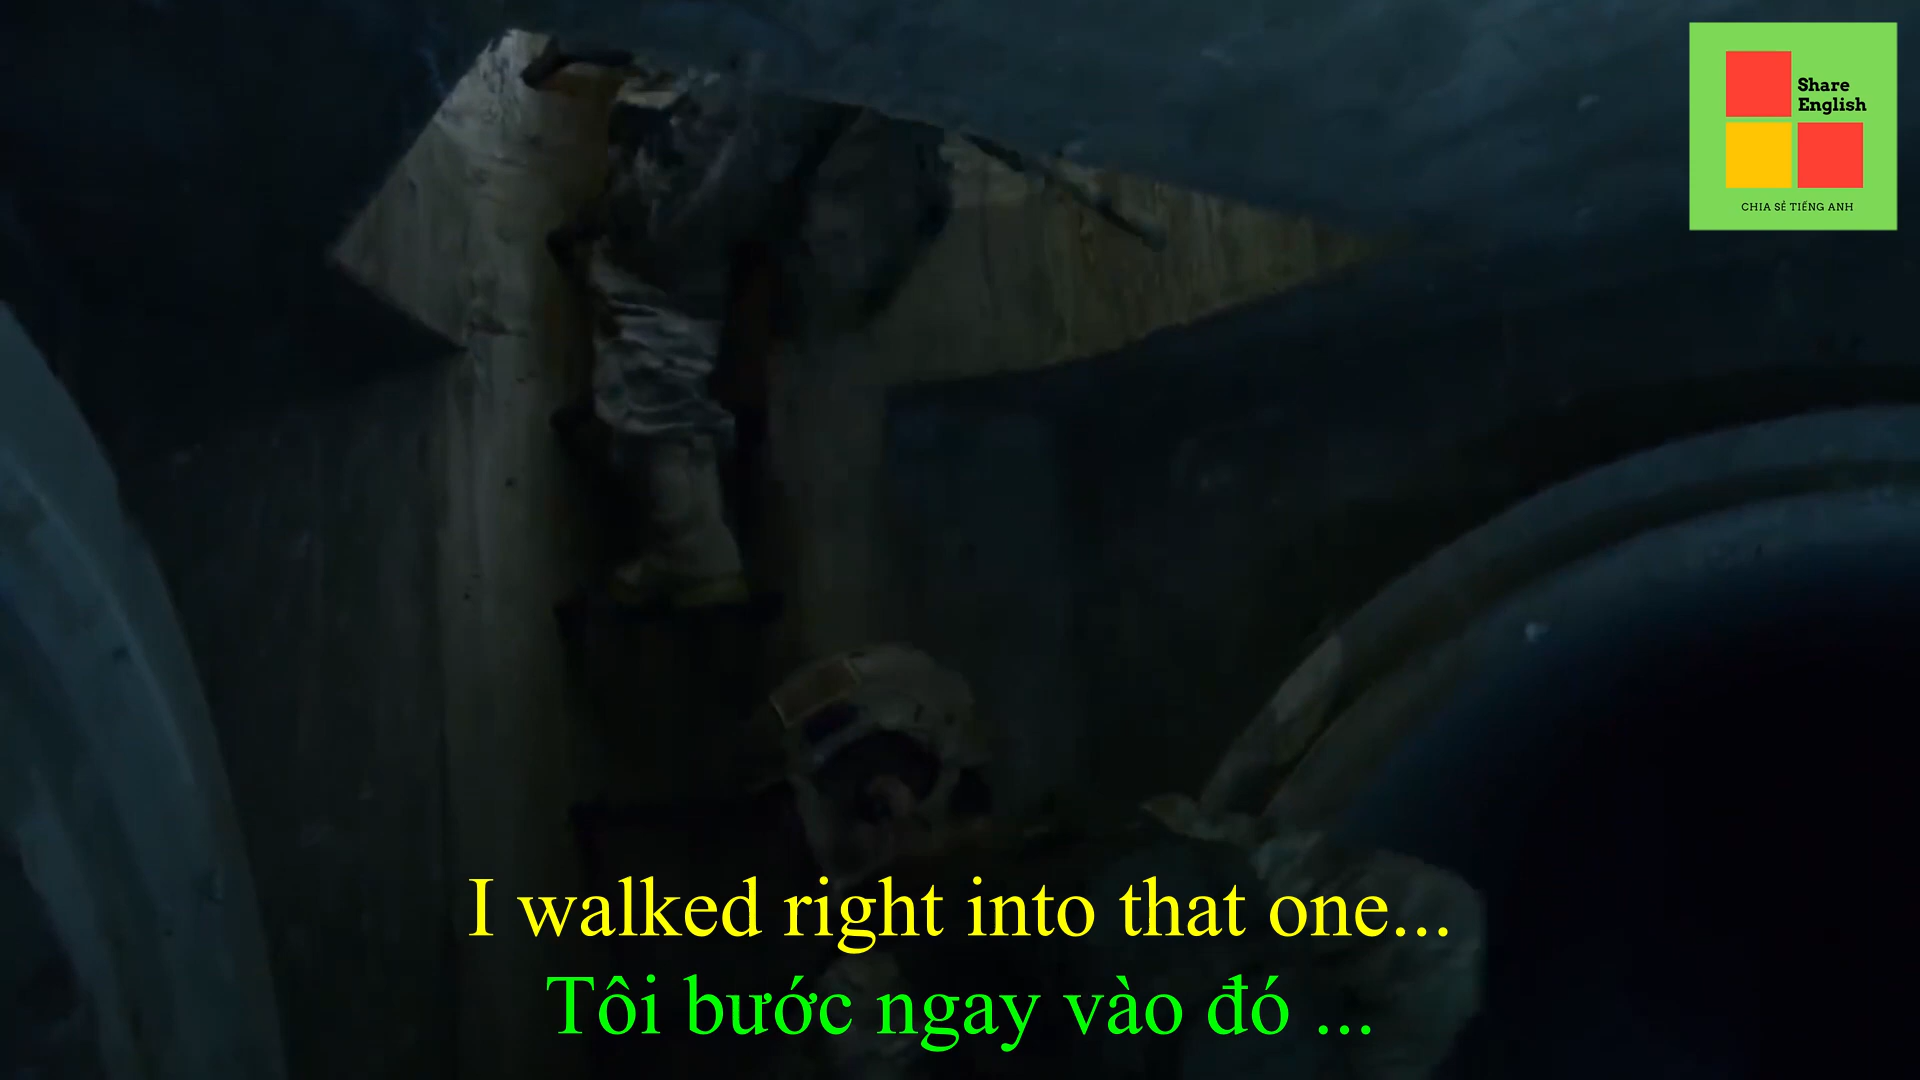 Share
English
CHIA SẺ TIẾNG ANH
I walked right into that one...
Tôi bước ngay vào đó ...